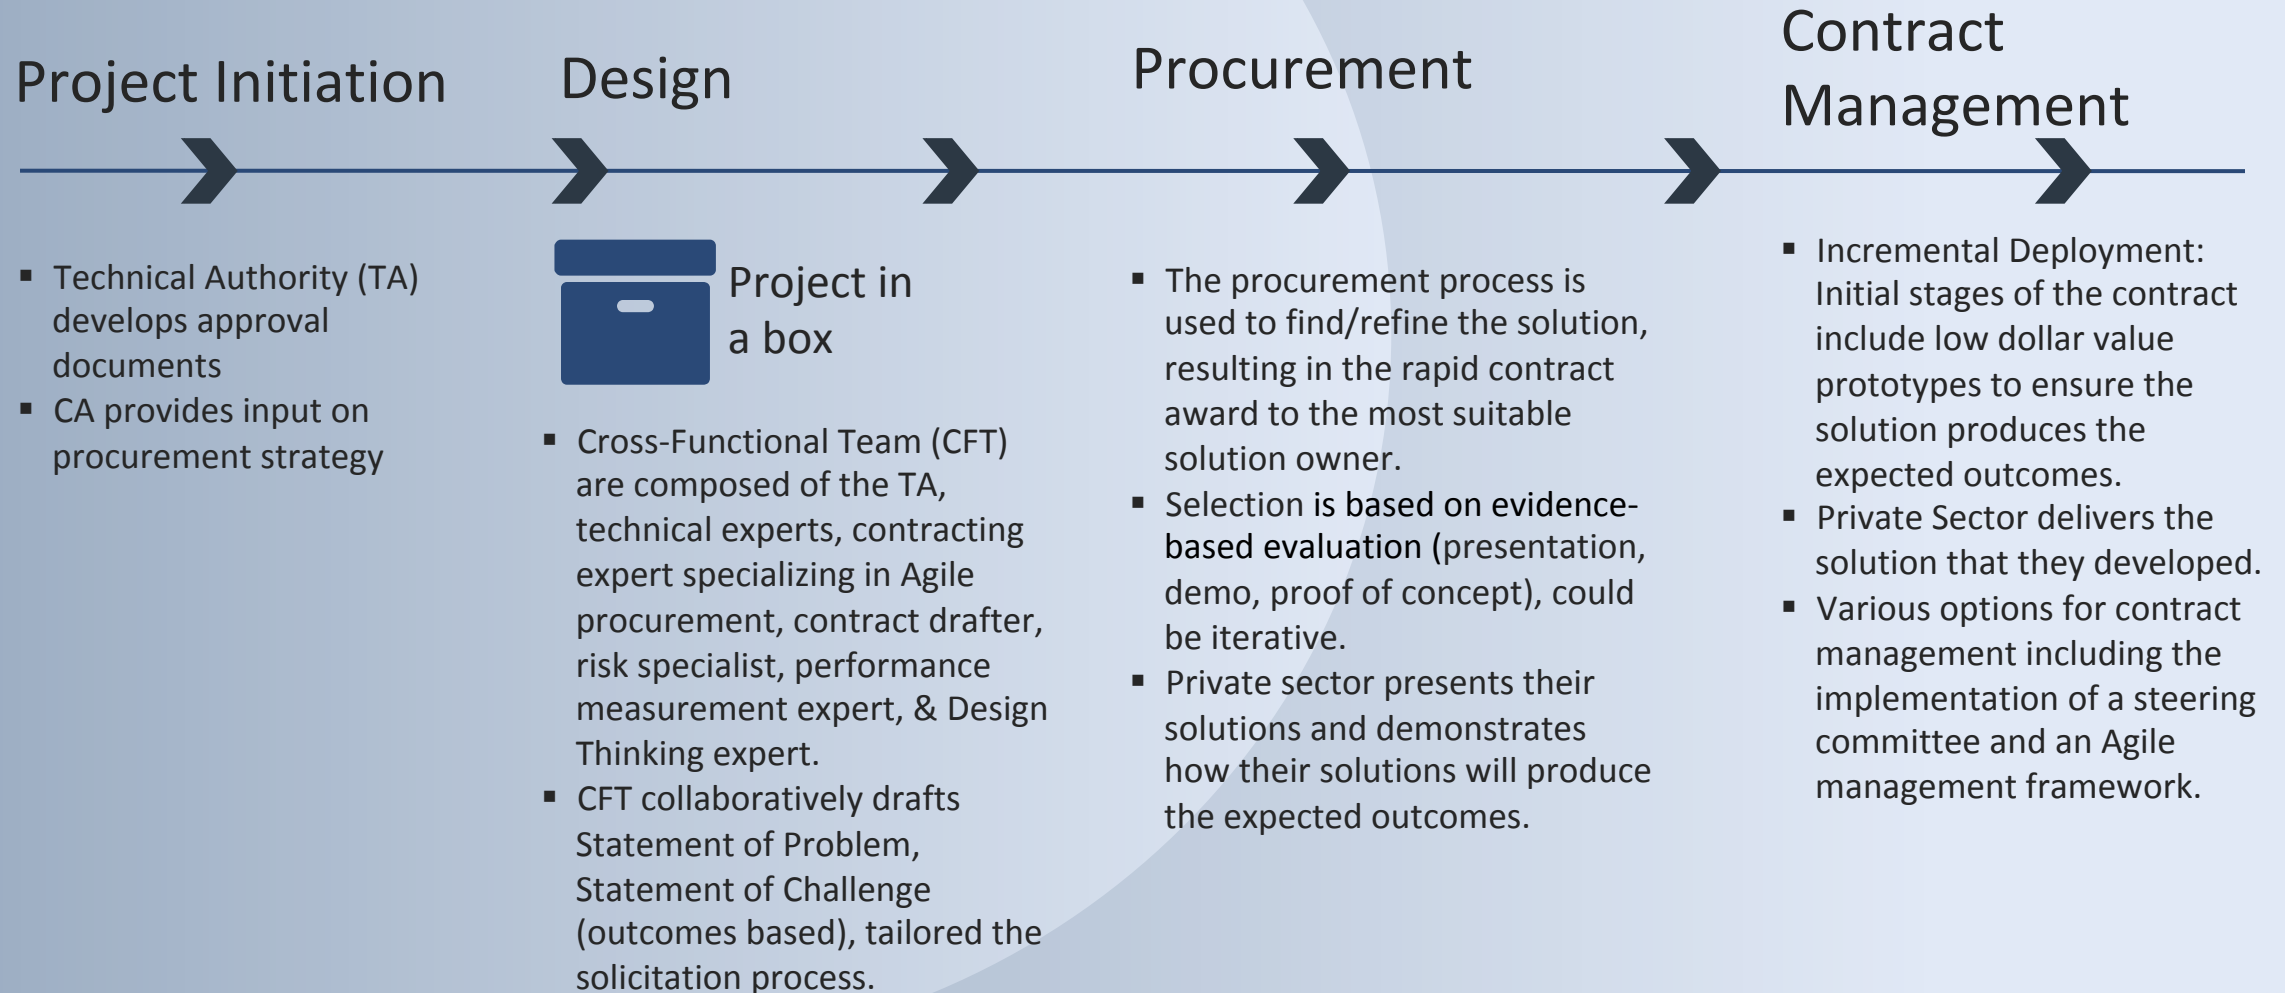 Project Initiation
▪ Technical Authority (TA)
develops approval
documents
▪ CA provides input on
procurement strategy
Design
Project in
a box
▪ Cross-Functional Team (CFT)
are composed of the TA,
technical experts, contracting
expert specializing in Agile
procurement, contract drafter,
risk specialist, performance
measurement expert, & Design
Thinking expert.
▪ CFT collaboratively drafts
Statement of Problem,
Statement of Challenge
(outcomes based), tailored the
solicitation process.
Procurement
▪ The procurement process is
used to find/refine the solution,
resulting in the rapid contract
award to the most suitable
solution owner.
▪ Selection is based on evidence-
based evaluation (presentation,
demo, proof of concept), could
be iterative.
▪ Private sector presents their
solutions and demonstrates
how their solutions will produce
the expected outcomes.
Contract
Management
▪ Incremental Deployment:
Initial stages of the contract
include low dollar value
prototypes to ensure the
solution produces the
expected outcomes.
▪ Private Sector delivers the
solution that they developed.
▪ Various options for contract
management including the
implementation of a steering
committee and an Agile
management framework.